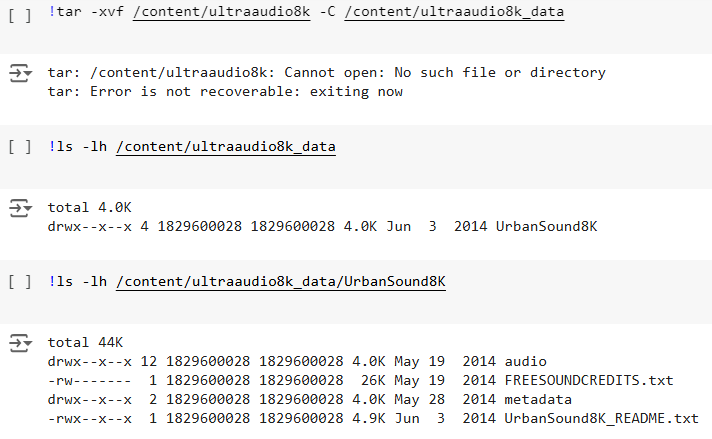 [ ] !tar -xvf /content/ultraaudio8k -C /content/ultraaudio8k_data
tar: /content/ultraaudio8k: Cannot open: No such file or directory
tar: Error is not recoverable: exiting now
[ ] !ls -lh /content/ultraaudio8k_data
total 4.0K
drwx--x--x 4 1829600028 1829600028 4.0K Jun  3  2014 UrbanSound8K
[ ] !ls -lh /content/ultraaudio8k_data/UrbanSound8K
total 44K
drwx--x--x 12 1829600028 1829600028 4.0K May 19  2014 audio
-rw-------  1 1829600028 1829600028  26K May 19  2014 FREESOUNDCREDITS.txt
drwx--x--x  2 1829600028 1829600028 4.0K May 28  2014 metadata
-rwx--x--x  1 1829600028 1829600028 4.9K Jun  3  2014 UrbanSound8K_README.txt